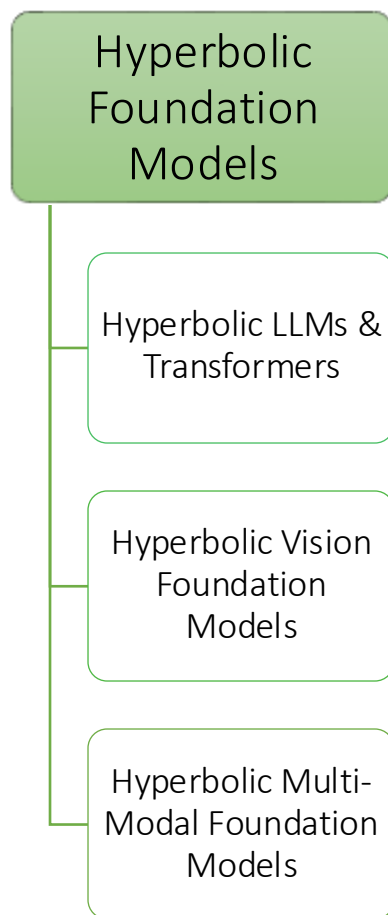 Hyperbolic
Foundation
Models
Hyperbolic LLMs &
Transformers
Hyperbolic Vision
Foundation
Models
Hyperbolic Multi-
Modal Foundation
Models